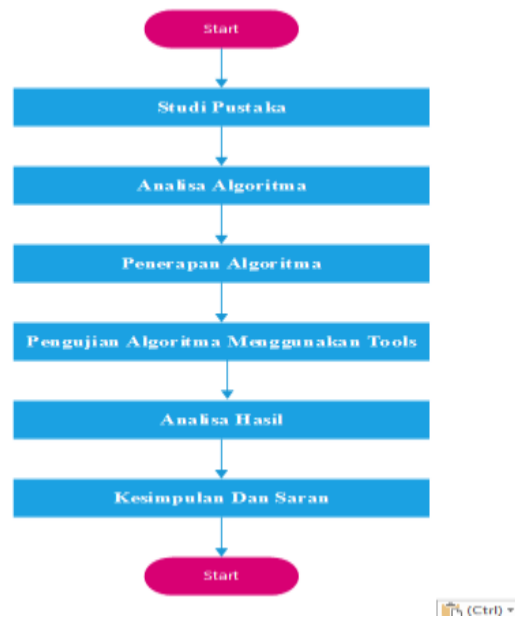 Start
Studi Pustaka
Analisa Algoritma
Penerapan Algoritma
Pengujian Algoritma Menggunakan Tools
Analisa Hasil
Kesimpulan Dan Saran
Start
(Ctrl)